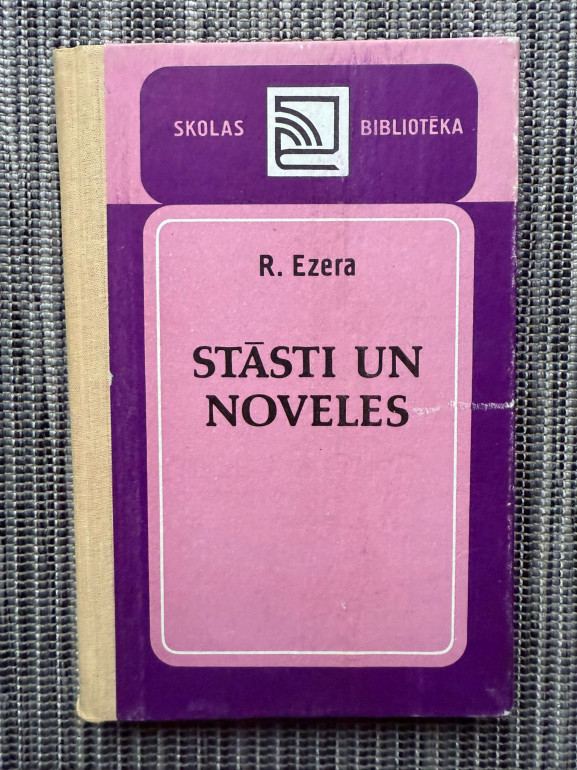 SKOLAS BIBLIOTĒKA
R. Ezera
STĀSTI UN
NOVELES